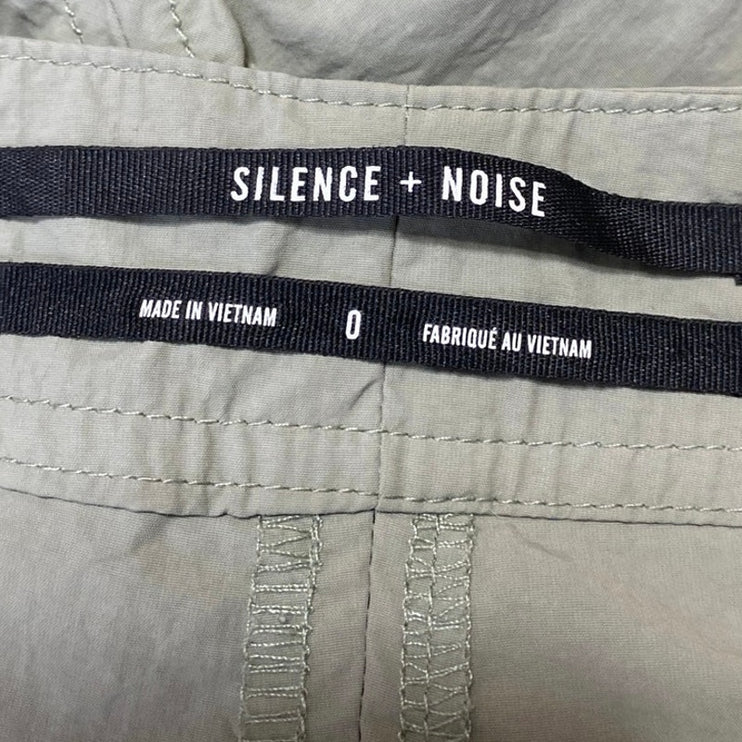 SILENCE + NOISE
MADE IN VIETNAM 0 FABRIQUÉ AU VIETNAM